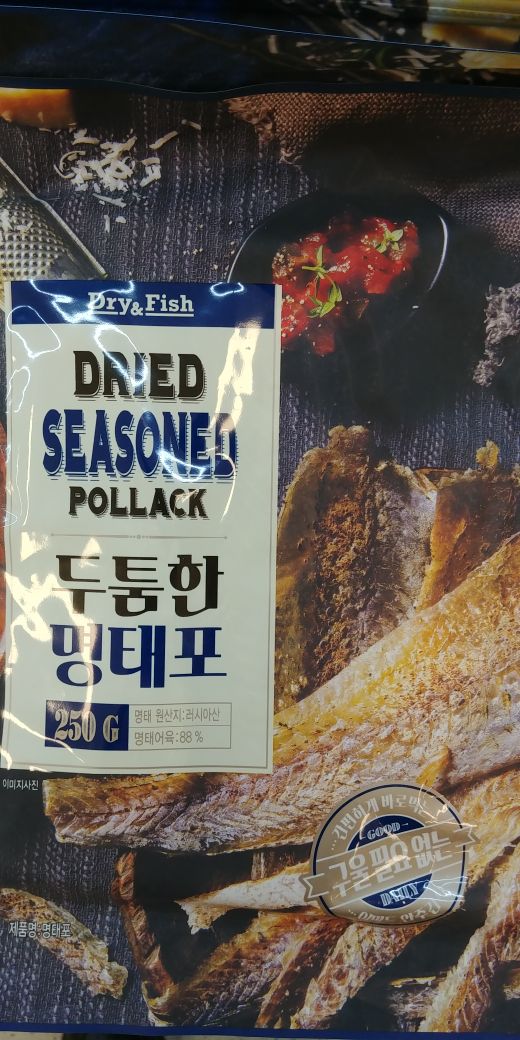 Dry&Fish
DRIED
SEASONED
POLLACK
두툼한
명태포
250 G
명태 원산지:러시아산
명태어육:88 %
이미지사진
간편하게 바로 먹는
GOOD
구울 필요 없는
DAILY
제품명: 명태포